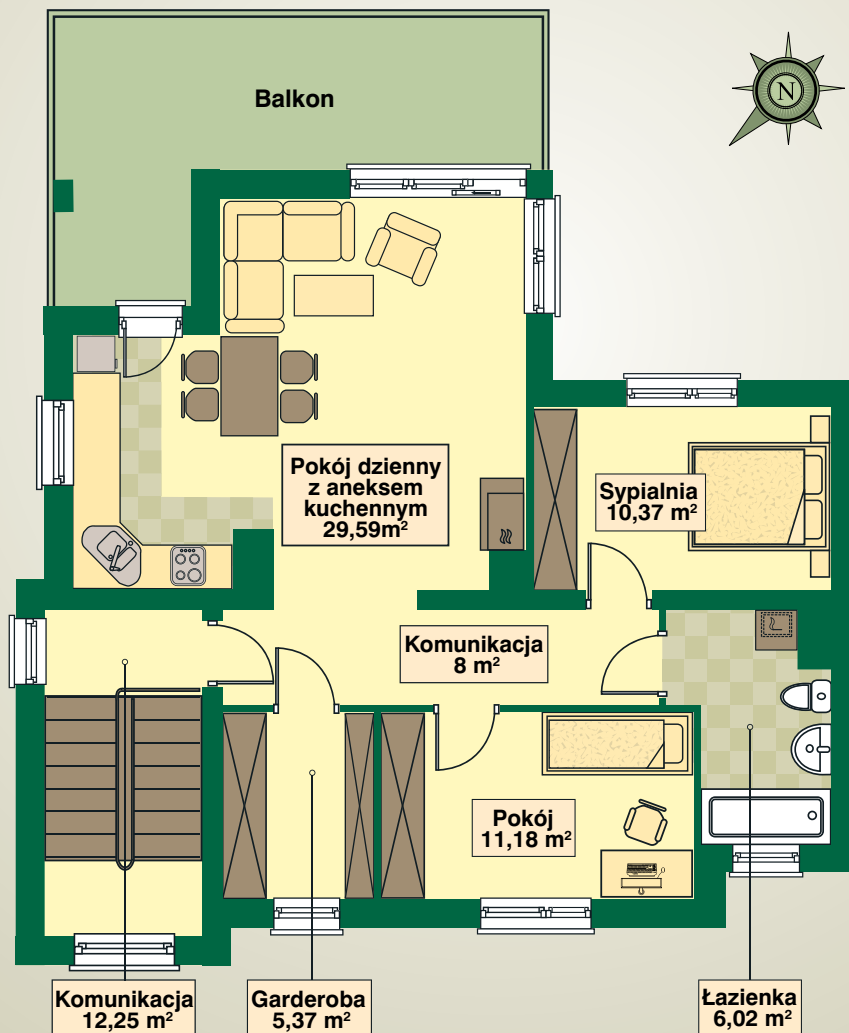 Balkon
N
Pokój dzienny
z aneksem
kuchennym
29,59m²
Sypialnia
10,37 m²
Komunikacja
8 m²
Pokój
11,18 m²
Komunikacja
12,25 m²
Garderoba
5,37 m²
Łazienka
6,02 m²